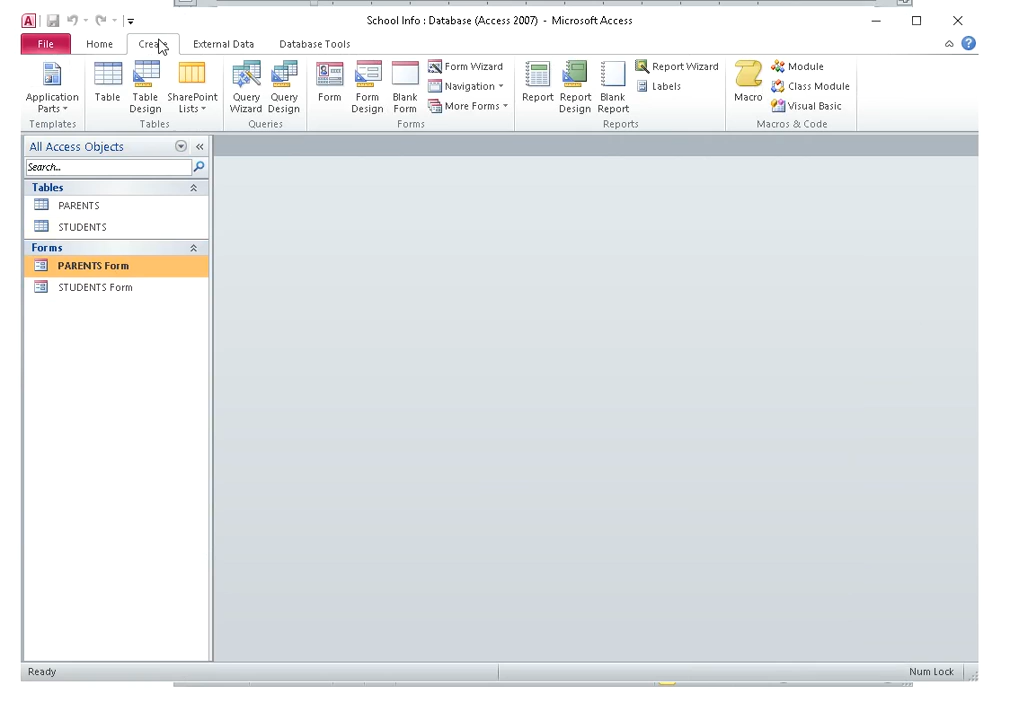 A School Info : Database (Access 2007) - Microsoft Access
File Home Create External Data Database Tools
Application Parts
Table
Table Design
SharePoint Lists
Query Wizard
Query Design
Form
Form Design
Blank Form
Form Wizard
Navigation
More Forms
Report
Report Design
Blank Report
Report Wizard
Labels
Macro
Module
Class Module
Visual Basic
Templates Tables Queries Forms Reports Macros & Code
All Access Objects
Search..
Tables
PARENTS
STUDENTS
Forms
PARENTS Form
STUDENTS Form
Ready Num Lock